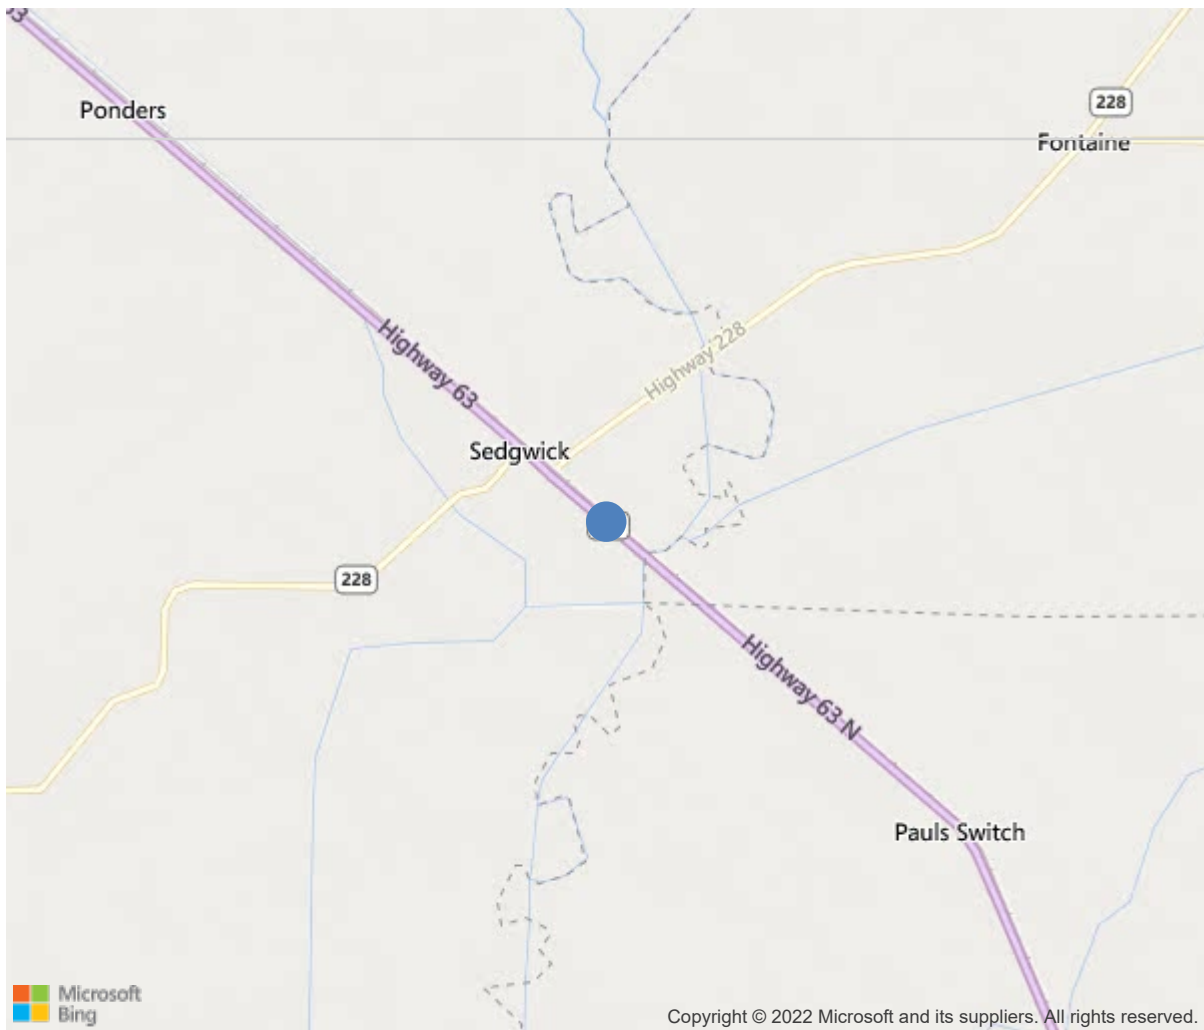 63
Ponders
228
Fontaine
Highway 63
Highway 228
Sedgwick
228
Highway 63 N
Pauls Switch
Microsoft
Bing
Copyright © 2022 Microsoft and its suppliers. All rights reserved.